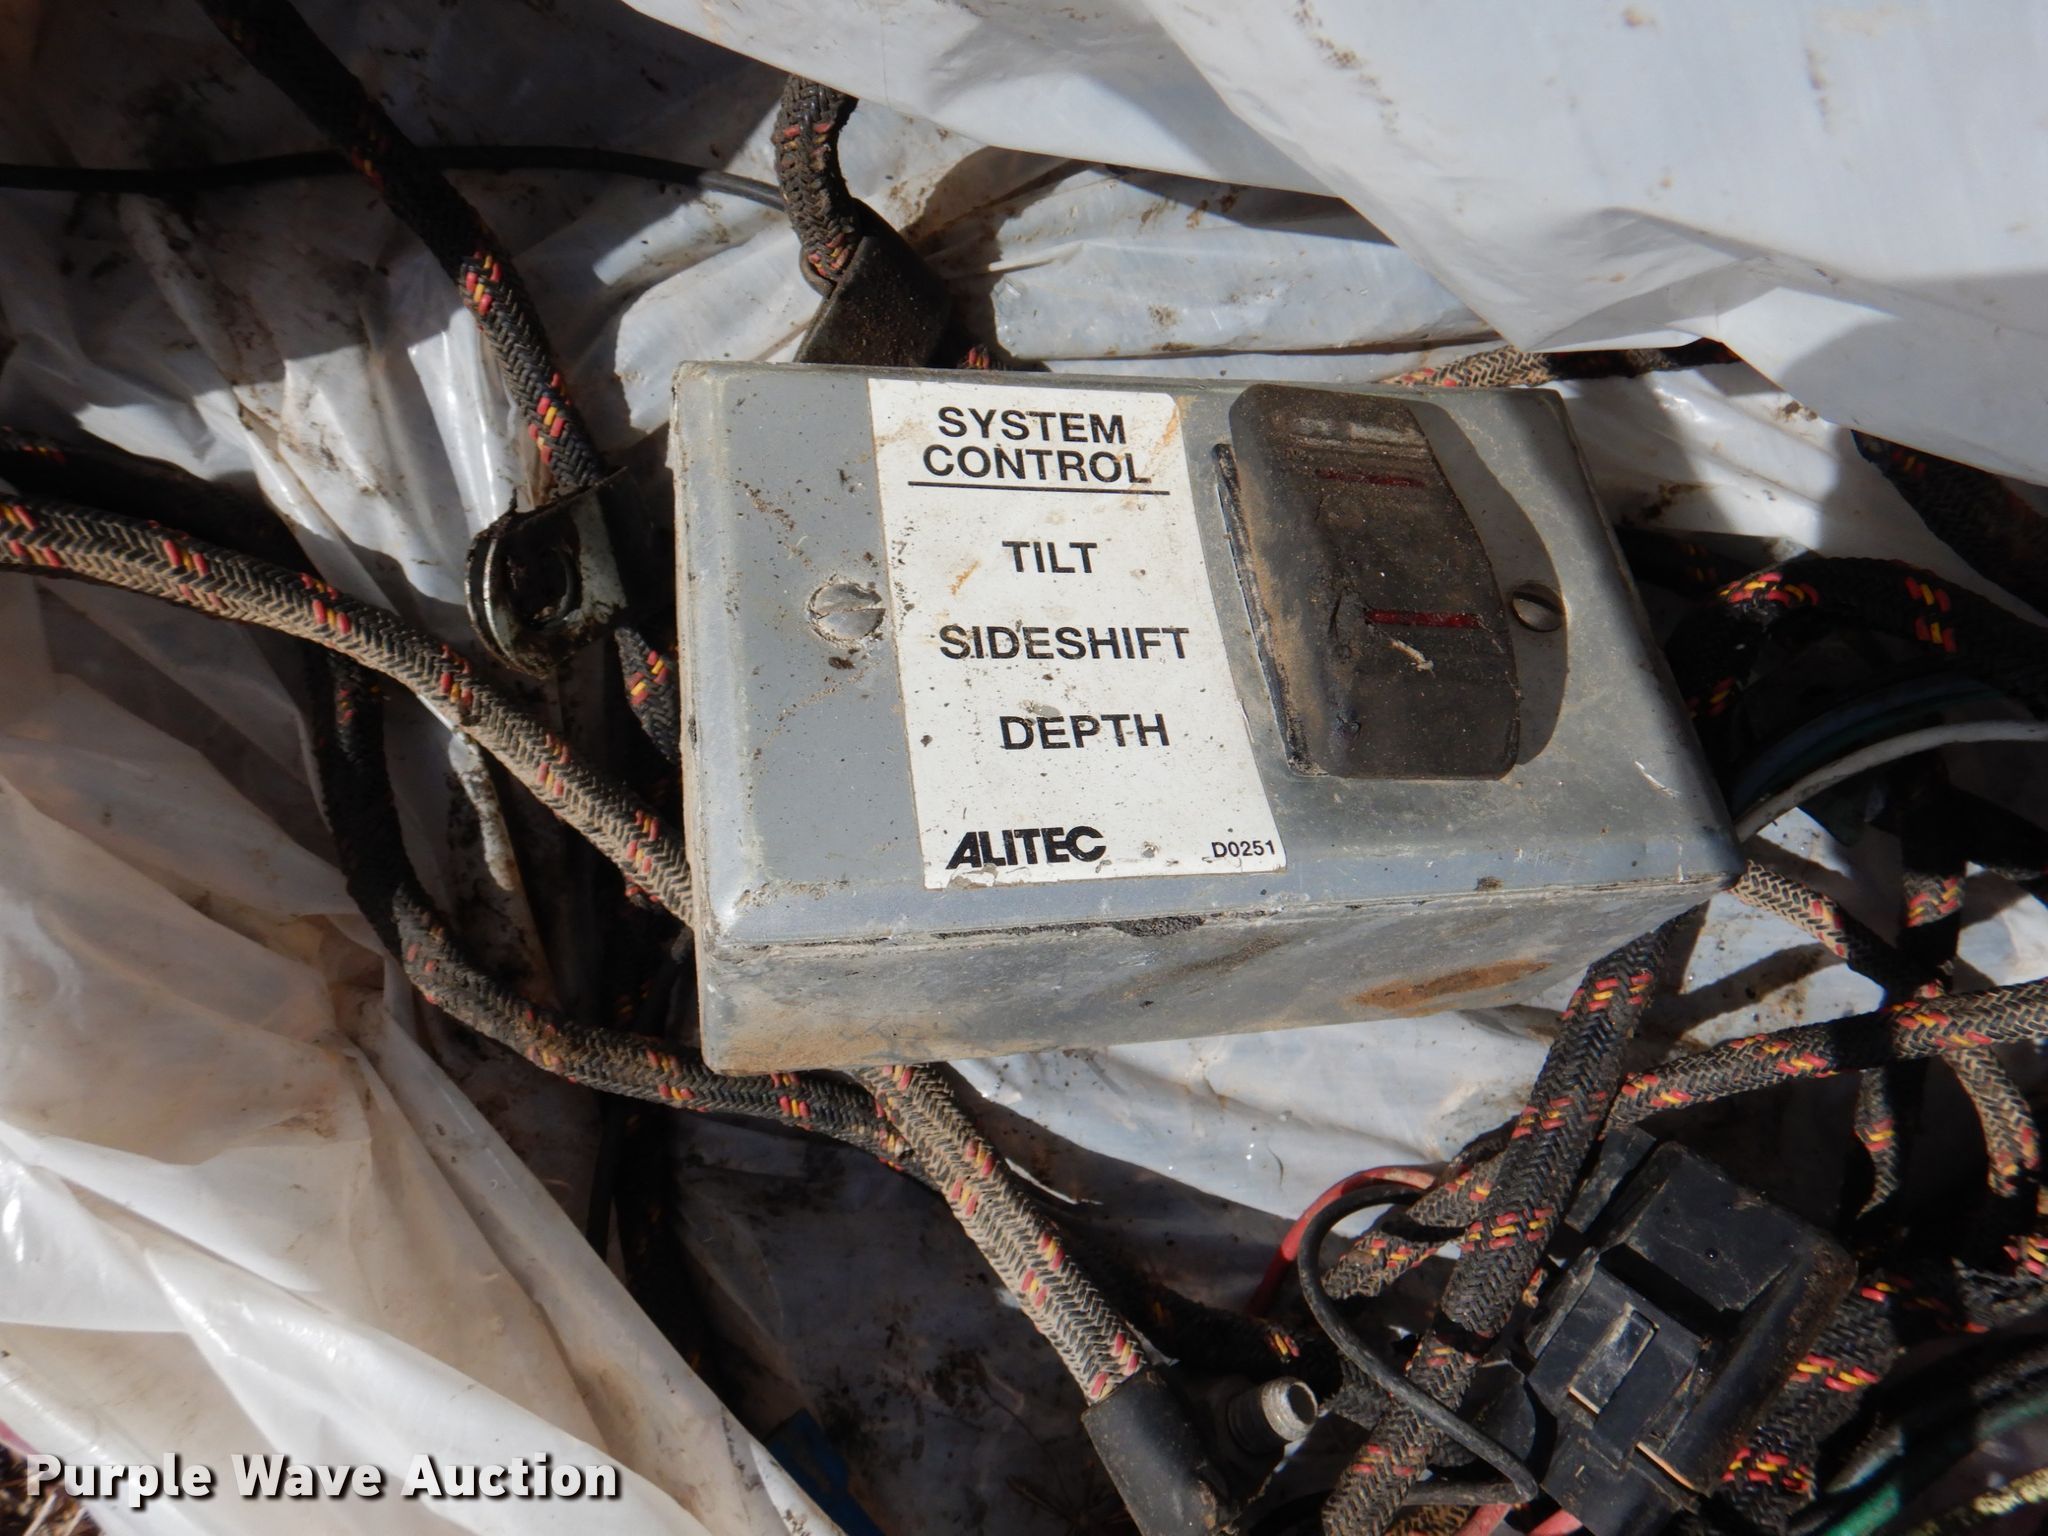 SYSTEM
CONTROL
TILT
SIDESHIFT
DEPTH
ALITEC D0251
Purple Wave Auction